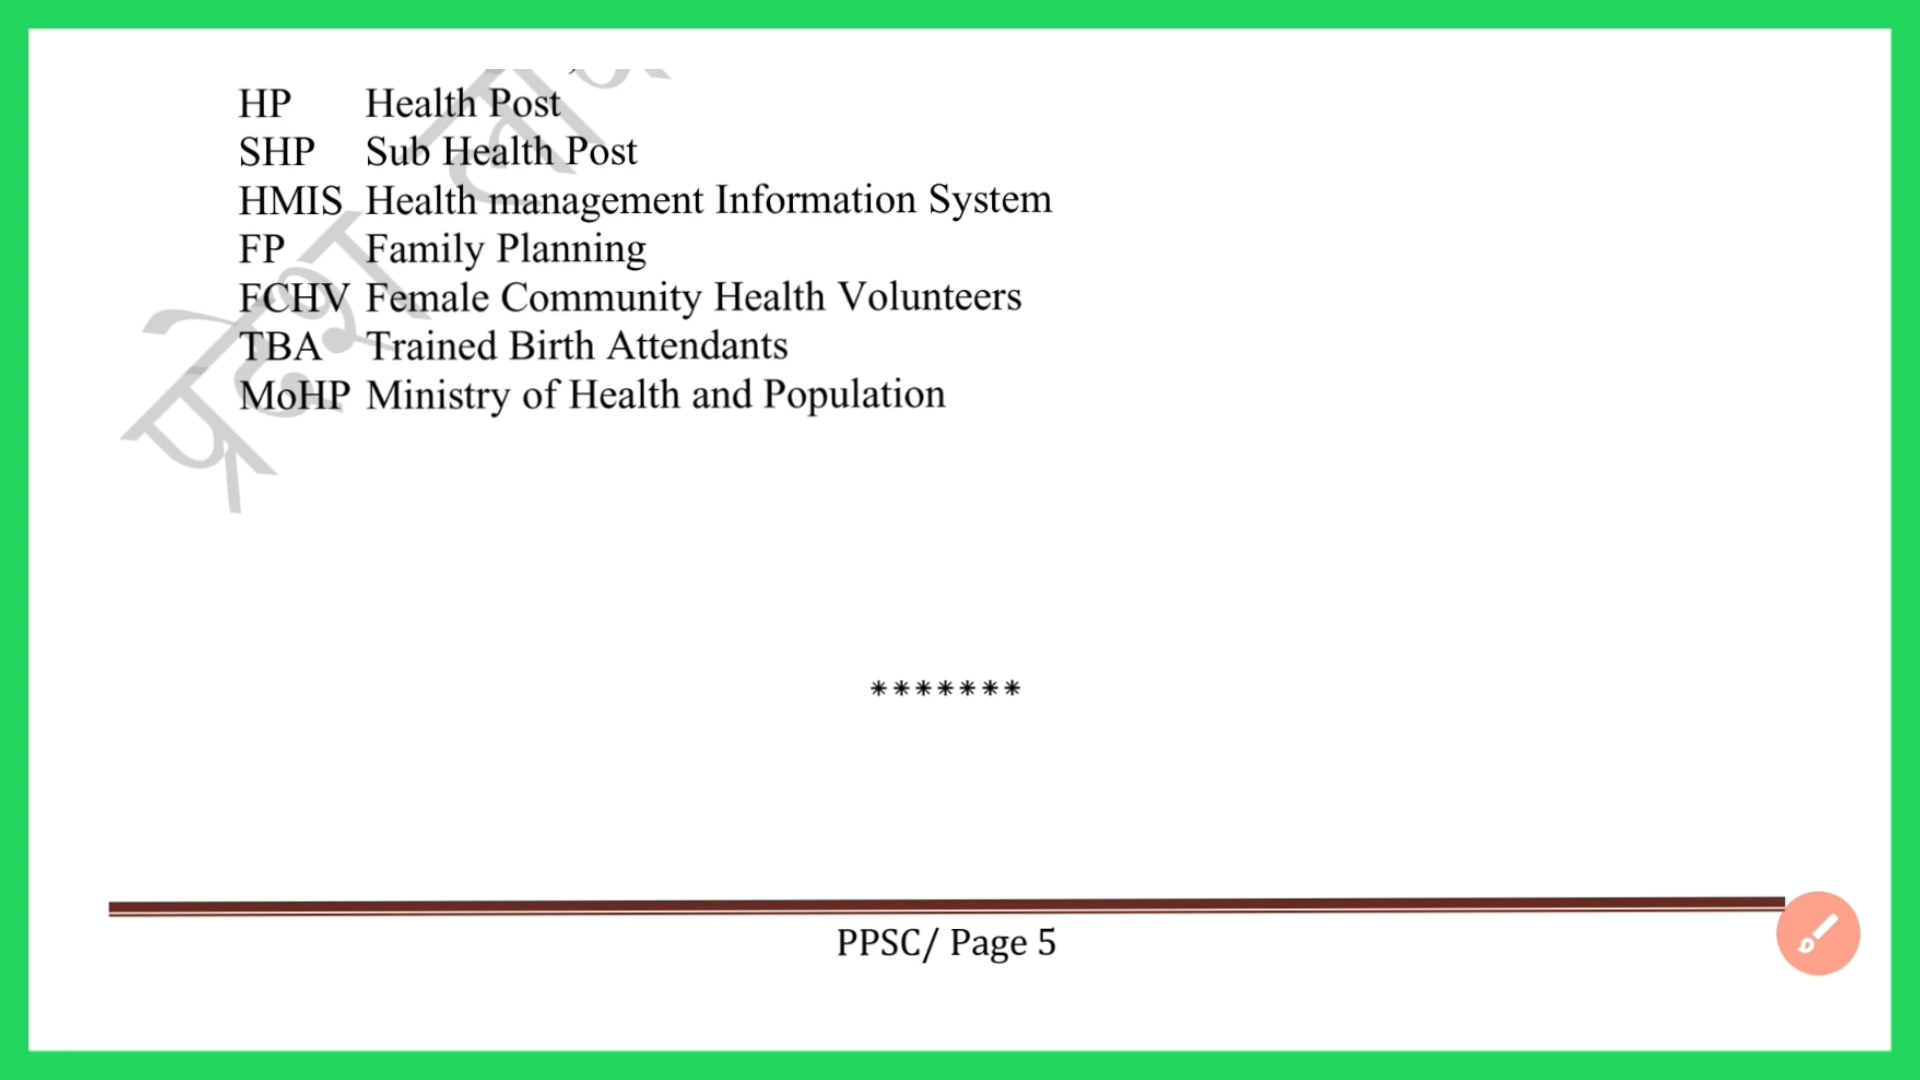 HP Health Post
SHP Sub Health Post
HMIS Health management Information System
FP Family Planning
FCHV Female Community Health Volunteers
TBA Trained Birth Attendants
MoHP Ministry of Health and Population
प्रदेश
*******
PPSC/ Page 5